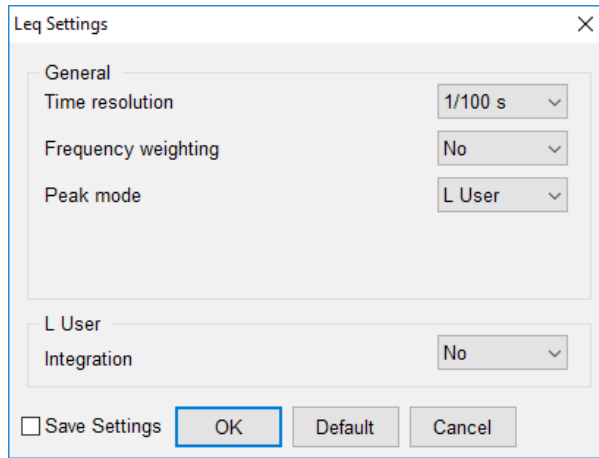 Leq Settings
General
Time resolution 1/100 s
Frequency weighting No
Peak mode L User
L User
Integration No
Save Settings OK Default Cancel